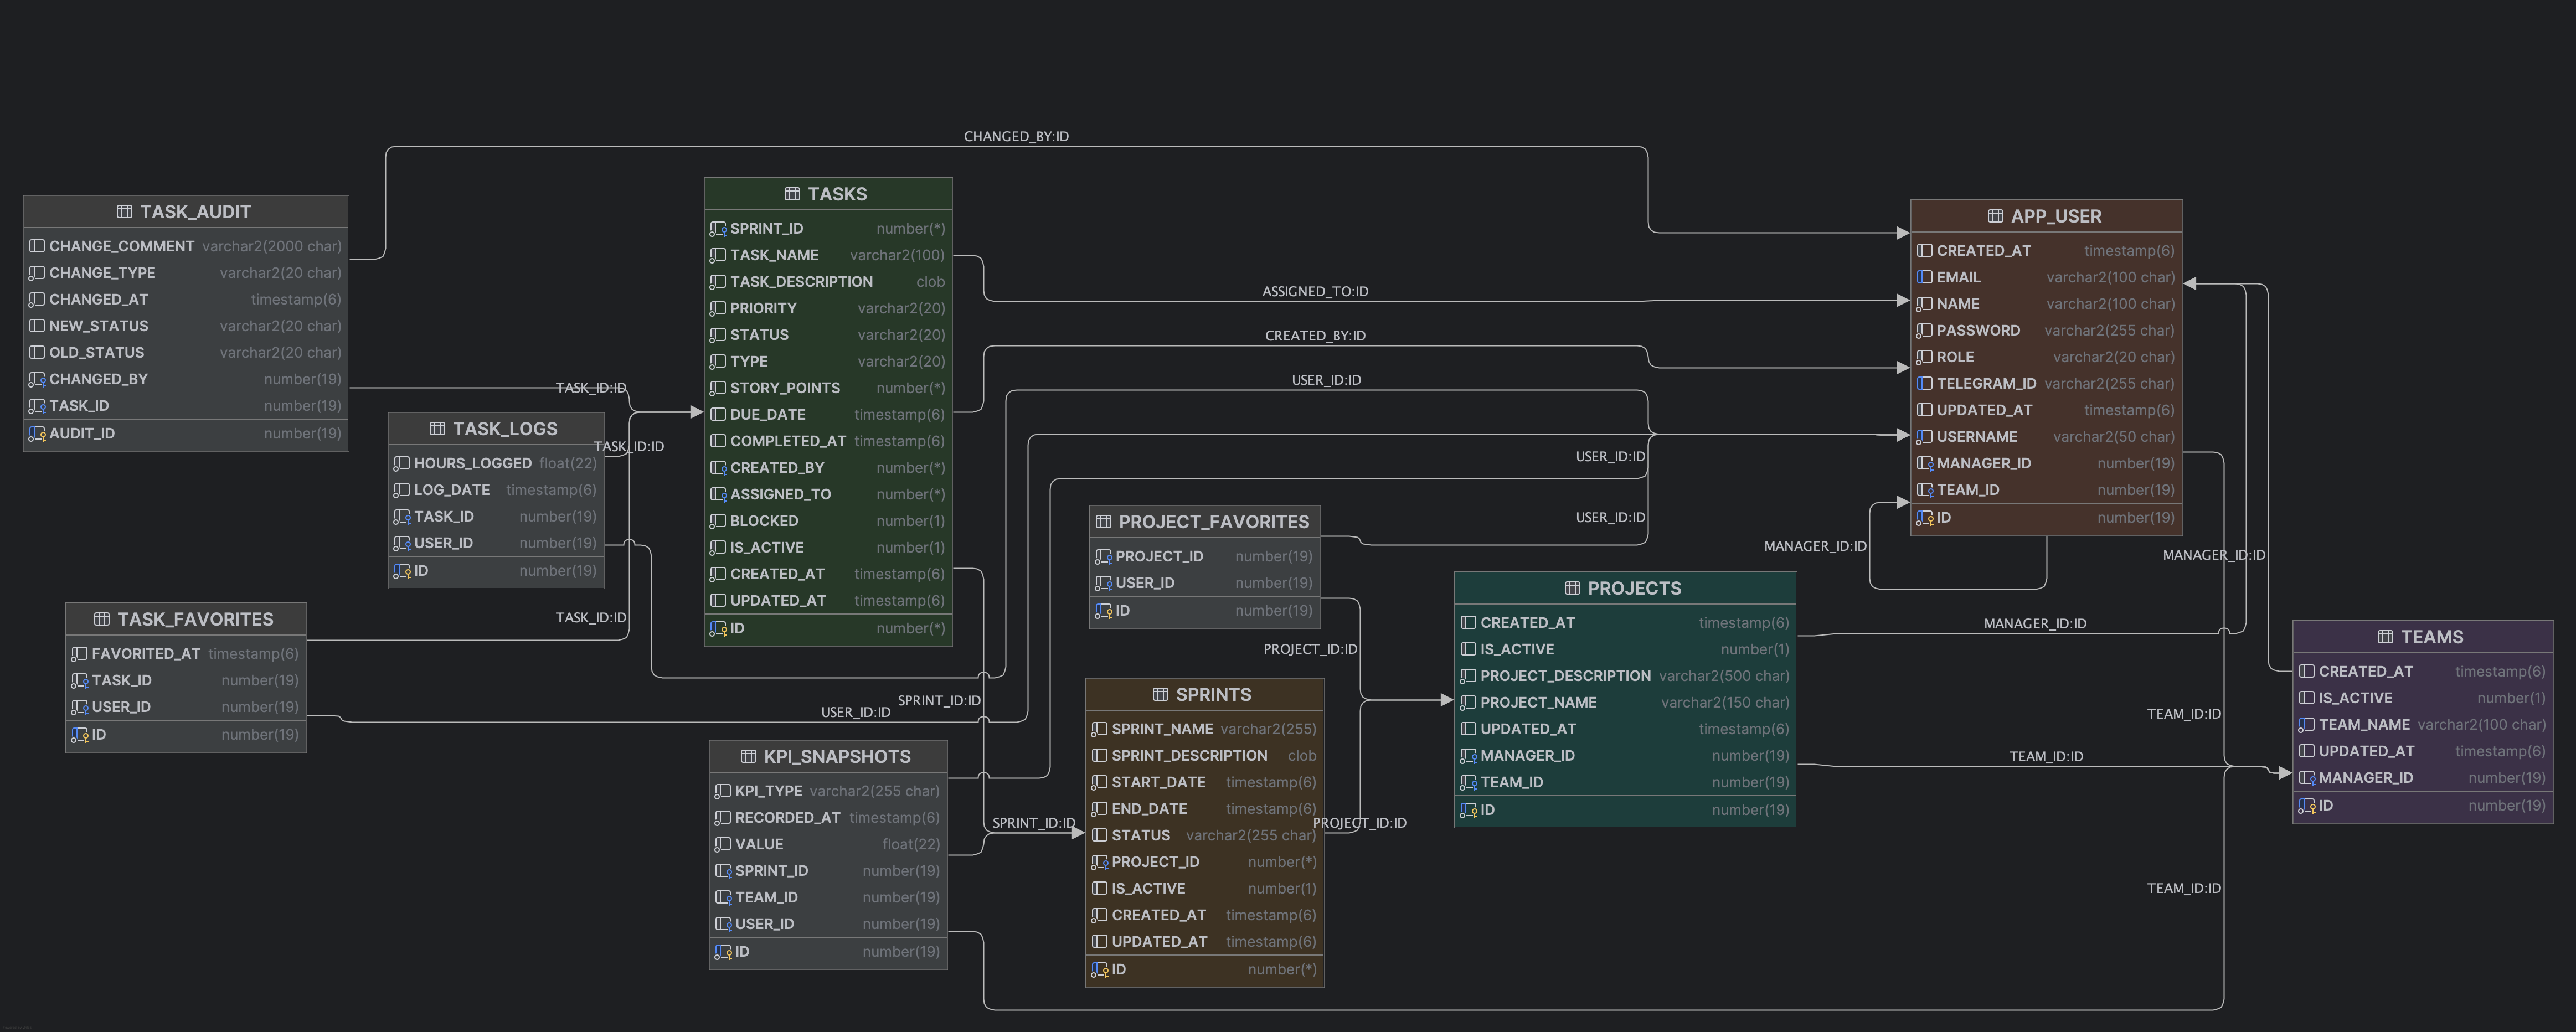 CHANGED_BY:ID
TASK_AUDIT
CHANGE_COMMENT varchar2(2000 char)
CHANGE_TYPE varchar2(20 char)
CHANGED_AT timestamp(6)
NEW_STATUS varchar2(20 char)
OLD_STATUS varchar2(20 char)
CHANGED_BY number(19)
TASK_ID number(19)
AUDIT_ID number(19)
TASK_ID:ID
TASK_LOGS
HOURS_LOGGED float(22)
LOG_DATE timestamp(6)
TASK_ID number(19)
USER_ID number(19)
ID number(19)
TASK_ID:ID
TASK_FAVORITES
FAVORITED_AT timestamp(6)
TASK_ID number(19)
USER_ID number(19)
ID number(19)
TASK_ID:ID
USER_ID:ID
TASKS
SPRINT_ID number(*)
TASK_NAME varchar2(100)
TASK_DESCRIPTION clob
PRIORITY varchar2(20)
STATUS varchar2(20)
TYPE varchar2(20)
STORY_POINTS number(*)
DUE_DATE timestamp(6)
COMPLETED_AT timestamp(6)
CREATED_BY number(*)
ASSIGNED_TO number(*)
BLOCKED number(1)
IS_ACTIVE number(1)
CREATED_AT timestamp(6)
UPDATED_AT timestamp(6)
ID number(*)
SPRINT_ID:ID
KPI_SNAPSHOTS
KPI_TYPE varchar2(255 char)
RECORDED_AT timestamp(6)
VALUE float(22)
SPRINT_ID number(19)
TEAM_ID number(19)
USER_ID number(19)
ID number(19)
SPRINT_ID:ID
ASSIGNED_TO:ID
CREATED_BY:ID
USER_ID:ID
USER_ID:ID
USER_ID:ID
PROJECT_FAVORITES
PROJECT_ID number(19)
USER_ID number(19)
ID number(19)
PROJECT_ID:ID
SPRINTS
SPRINT_NAME varchar2(255)
SPRINT_DESCRIPTION clob
START_DATE timestamp(6)
END_DATE timestamp(6)
STATUS varchar2(255 char)
PROJECT_ID number(*)
IS_ACTIVE number(1)
CREATED_AT timestamp(6)
UPDATED_AT timestamp(6)
ID number(*)
PROJECT_ID:ID
PROJECTS
CREATED_AT timestamp(6)
IS_ACTIVE number(1)
PROJECT_DESCRIPTION varchar2(500 char)
PROJECT_NAME varchar2(150 char)
UPDATED_AT timestamp(6)
MANAGER_ID number(19)
TEAM_ID number(19)
ID number(19)
APP_USER
CREATED_AT timestamp(6)
EMAIL varchar2(100 char)
NAME varchar2(100 char)
PASSWORD varchar2(255 char)
ROLE varchar2(20 char)
TELEGRAM_ID varchar2(255 char)
UPDATED_AT timestamp(6)
USERNAME varchar2(50 char)
MANAGER_ID number(19)
TEAM_ID number(19)
ID number(19)
MANAGER_ID:ID
MANAGER_ID:ID
MANAGER_ID:ID
TEAM_ID:ID
TEAM_ID:ID
TEAM_ID:ID
TEAMS
CREATED_AT timestamp(6)
IS_ACTIVE number(1)
TEAM_NAME varchar2(100 char)
UPDATED_AT timestamp(6)
MANAGER_ID number(19)
ID number(19)